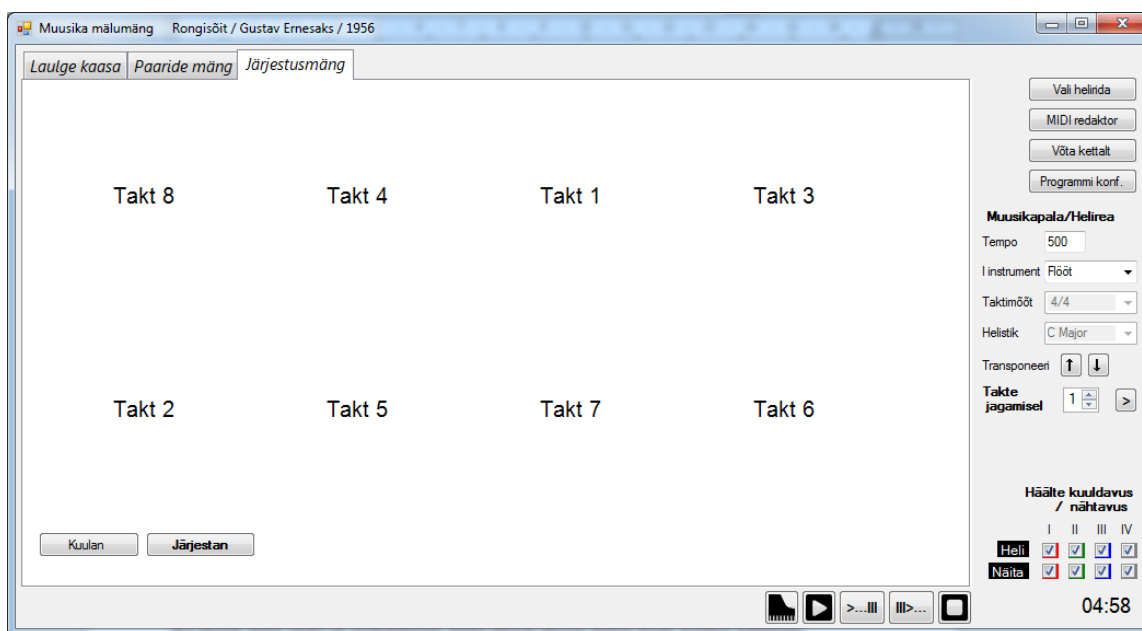 Muusika mälumäng Rongisõit / Gustav Ernesaks / 1956
Laulge kaasa Paaride mäng Järjestusmäng
Takt 8 Takt 4 Takt 1 Takt 3
Takt 2 Takt 5 Takt 7 Takt 6
Kuulan Järjestan
Vali helirida
MIDI redaktor
Võta kettalt
Programmi konf.
Muusikapala/Helirea
Tempo 500
I instrument Flööt
Taktimõõt 4/4
Helistik C Major
Transponeeri
Takte
jagamisel 1 >
Häälte kuuldavus
/ nähtavus
I II III IV
Heli
Näita
>...III III>...
04:58